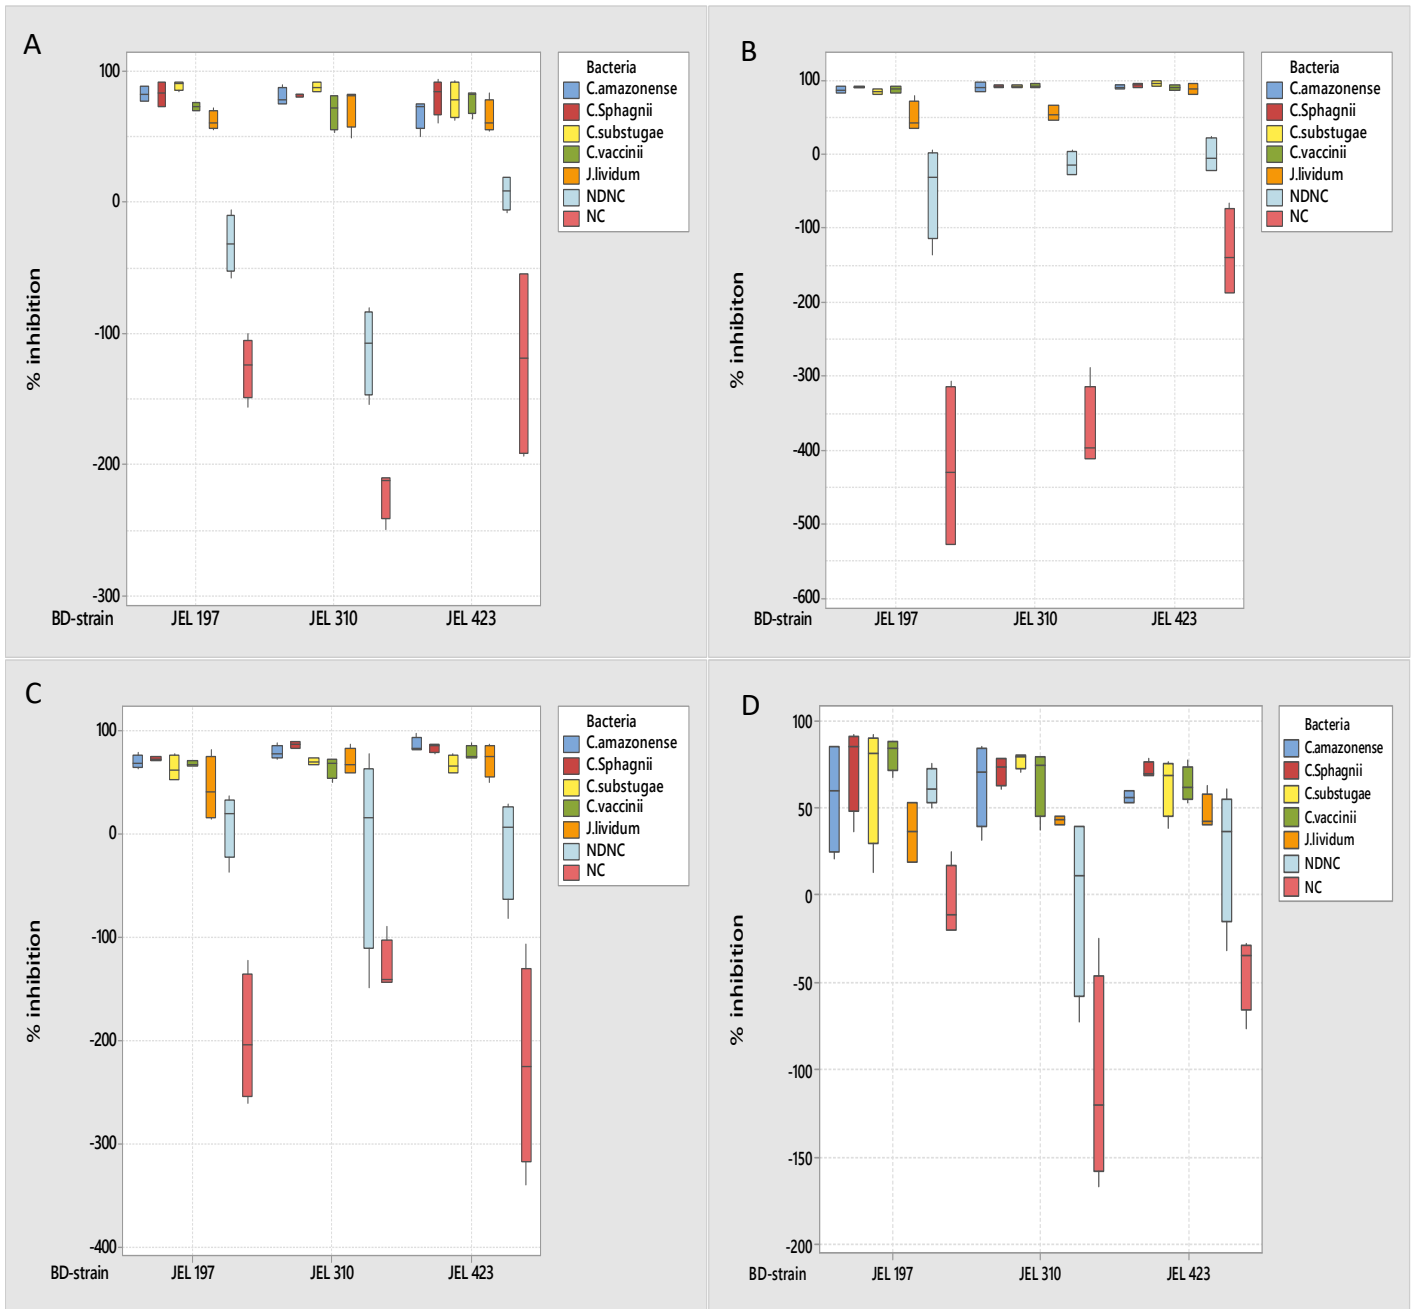 A
100
0
-100
-200
-300
% inhibition
BD-strain
JEL 197
JEL 310
JEL 423
Bacteria
C.amazonense
C.Sphagnii
C.substugae
C.vaccinii
J.lividum
NDNC
NC
B
100
0
-100
-200
-300
-400
-500
-600
% inhibiton
BD-strain
JEL 197
JEL 310
JEL 423
Bacteria
C.amazonense
C.Sphagnii
C.substugae
C.vaccinii
J.lividum
NDNC
NC
C
100
0
-100
-200
-300
-400
% inhibition
BD-strain
JEL 197
JEL 310
JEL 423
Bacteria
C.amazonense
C.Sphagnii
C.substugae
C.vaccinii
J.lividum
NDNC
NC
D
100
50
0
-50
-100
-150
-200
% inhibition
BD-strain
JEL 197
JEL 310
JEL 423
Bacteria
C.amazonense
C.Sphagnii
C.substugae
C.vaccinii
J.lividum
NDNC
NC